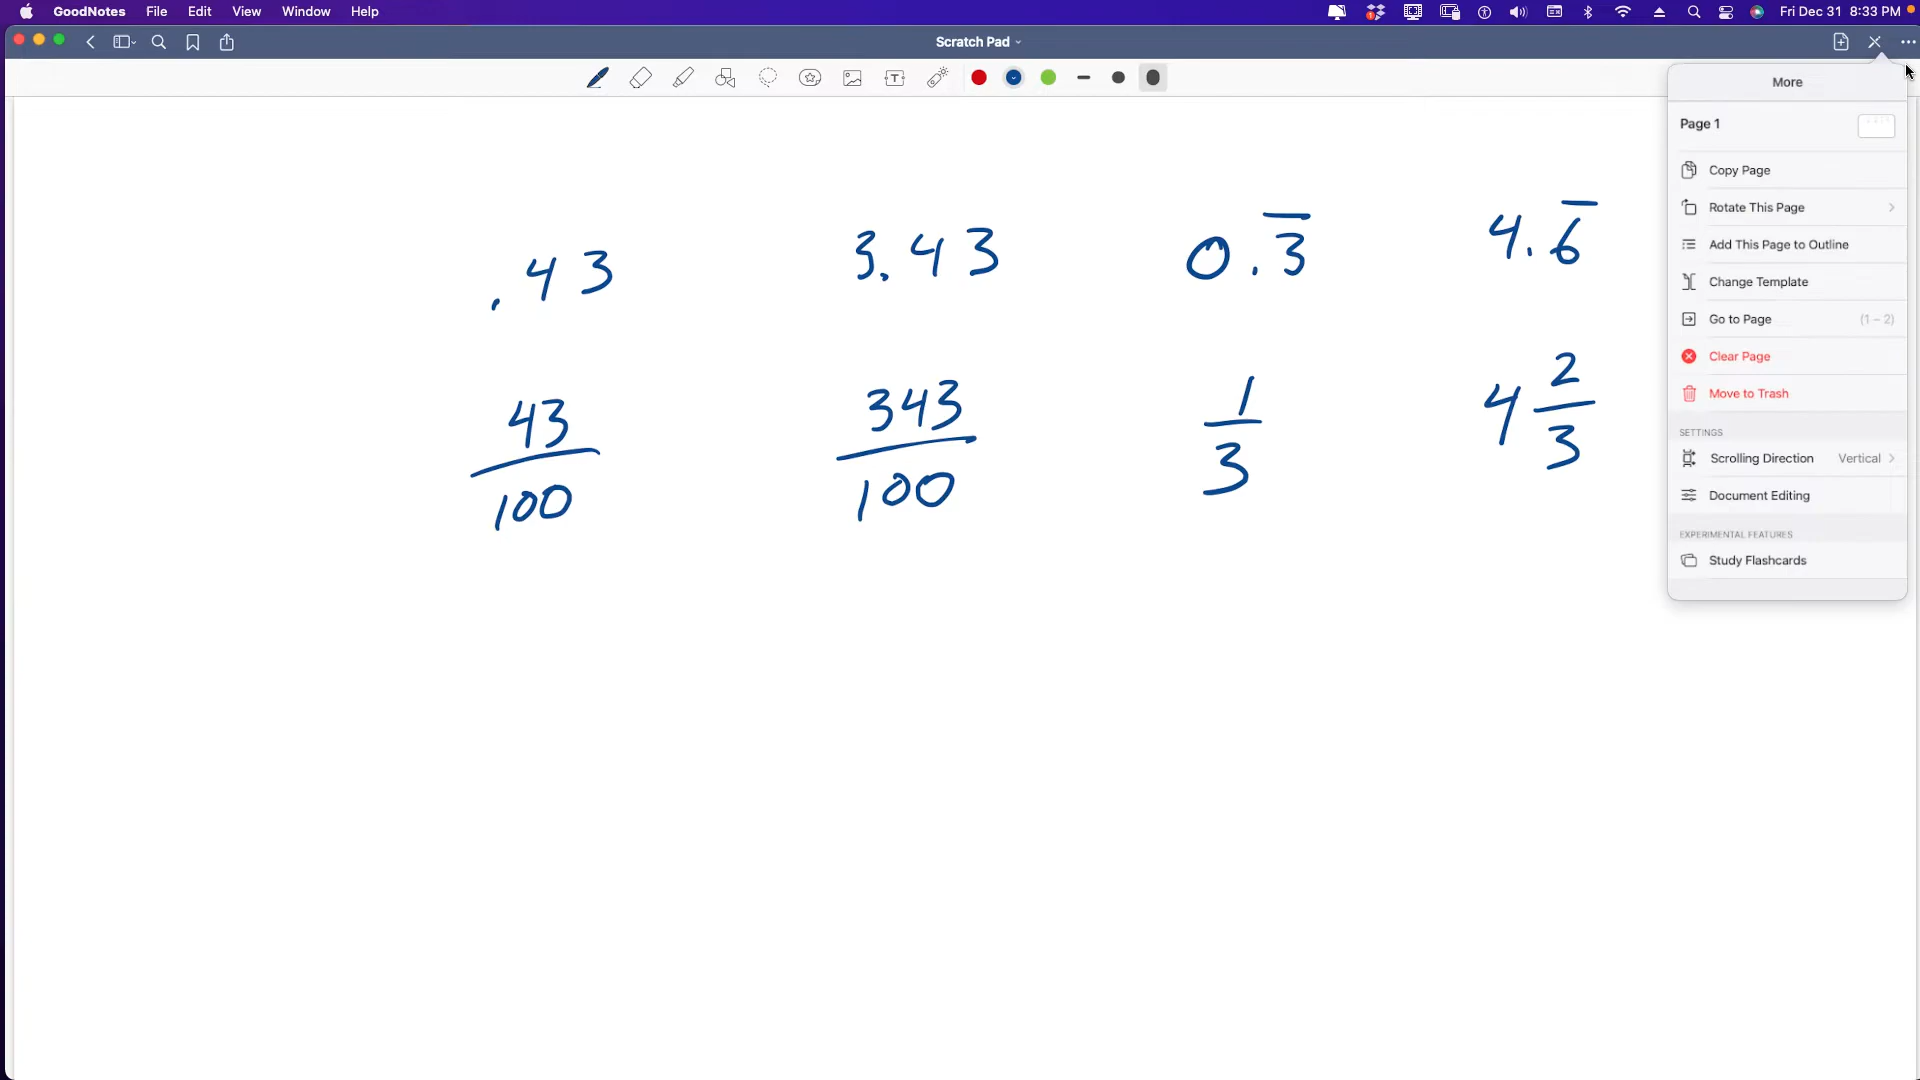 GoodNotes File Edit View Window Help Fri Dec 31 8:33 PM
Scratch Pad
T
More
Page 1
Copy Page
Rotate This Page
Add This Page to Outline
Change Template
Go to Page (1 – 2)
Clear Page
Move to Trash
SETTINGS
Scrolling Direction Vertical
Document Editing
EXPERIMENTAL FEATURES
Study Flashcards
.43 3.43 0.3̅ 4.6̅
43/100 343/100 1/3 4 2/3